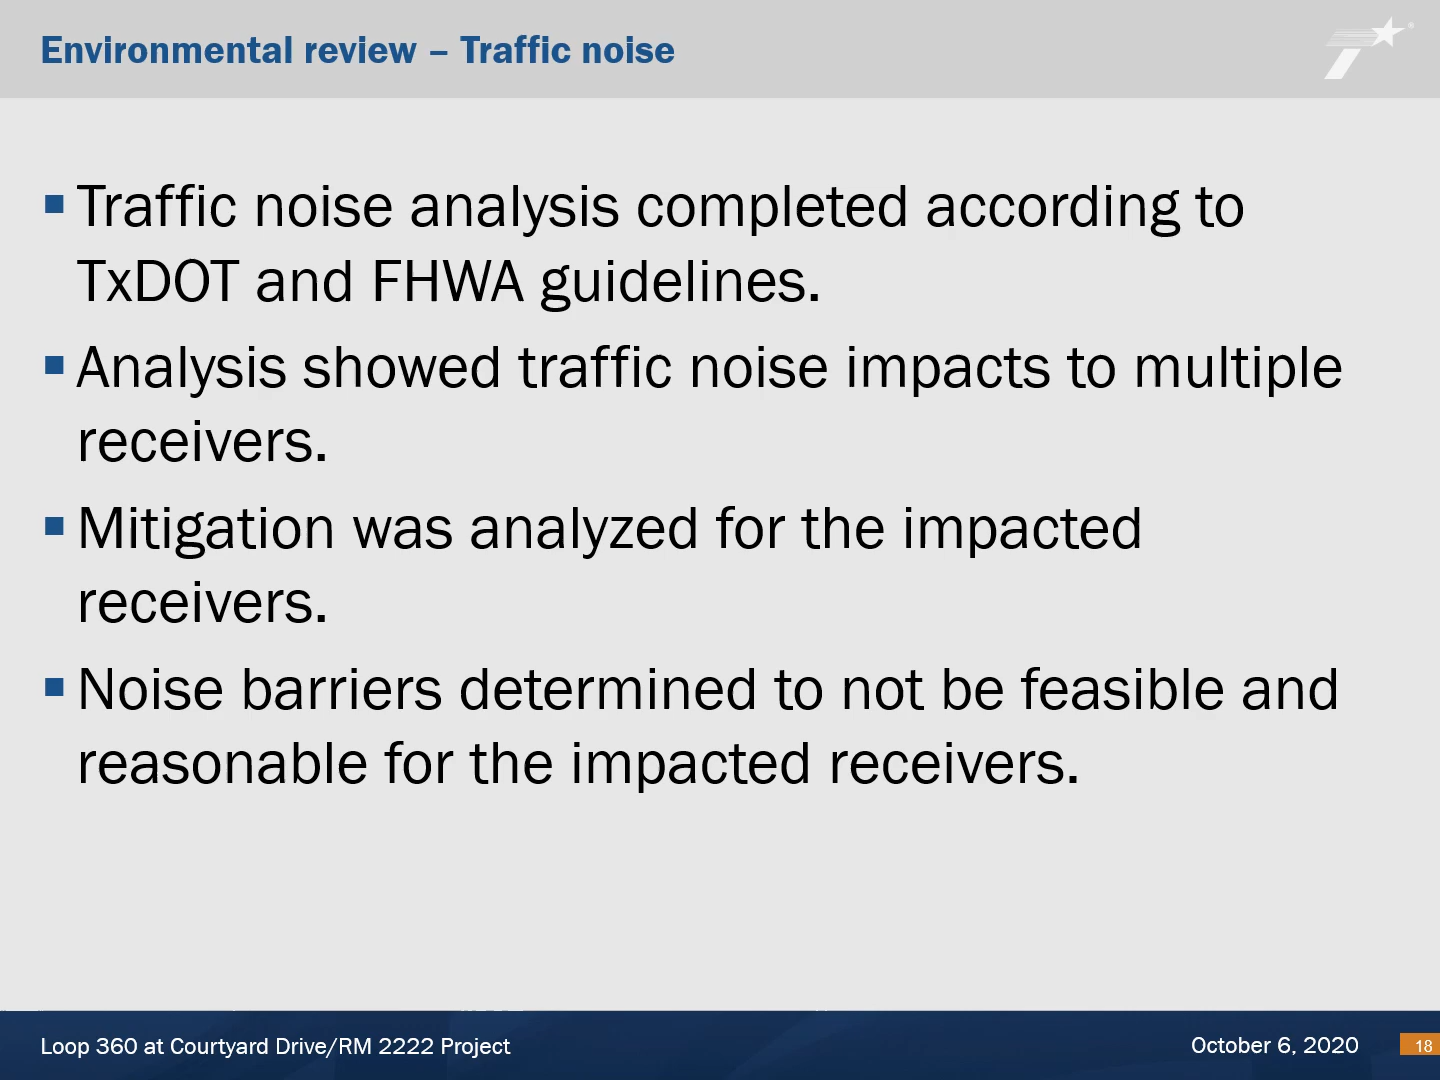 Environmental review – Traffic noise
▪ Traffic noise analysis completed according to
TxDOT and FHWA guidelines.
▪ Analysis showed traffic noise impacts to multiple
receivers.
▪ Mitigation was analyzed for the impacted
receivers.
▪ Noise barriers determined to not be feasible and
reasonable for the impacted receivers.
Loop 360 at Courtyard Drive/RM 2222 Project
October 6, 2020
18